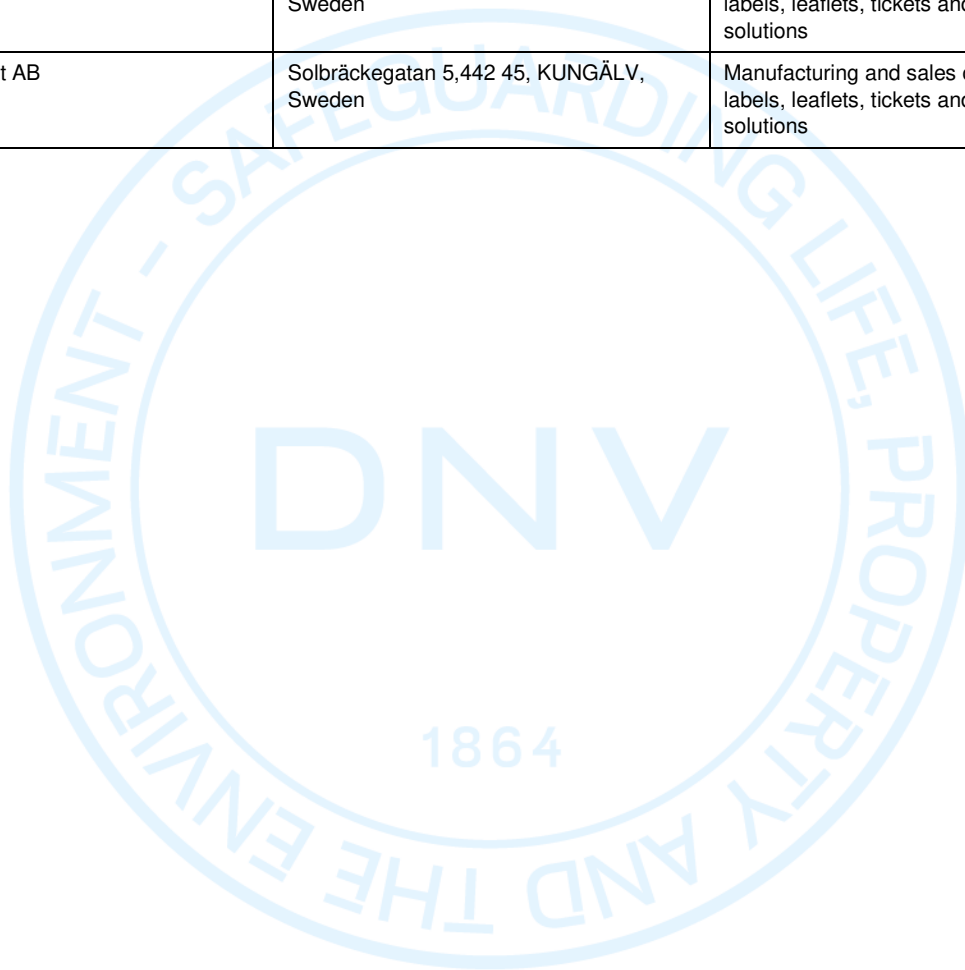 Sweden
labels, leaflets, tickets and
solutions
t AB
Solbräckegatan 5,442 45, KUNGÄLV,
Sweden
Manufacturing and sales
labels, leaflets, tickets and
solutions
SAFEGUARDING LIFE, PROPERTY AND THE ENVIRONMENT -
DNV
1864